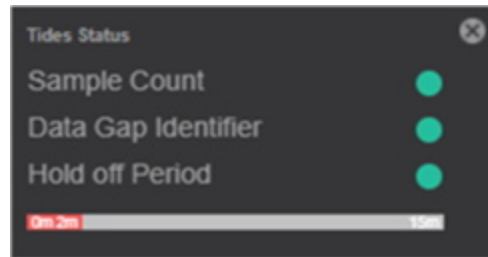 Tides Status
Sample Count
Data Gap Identifier
Hold off Period
0m 2m 15m